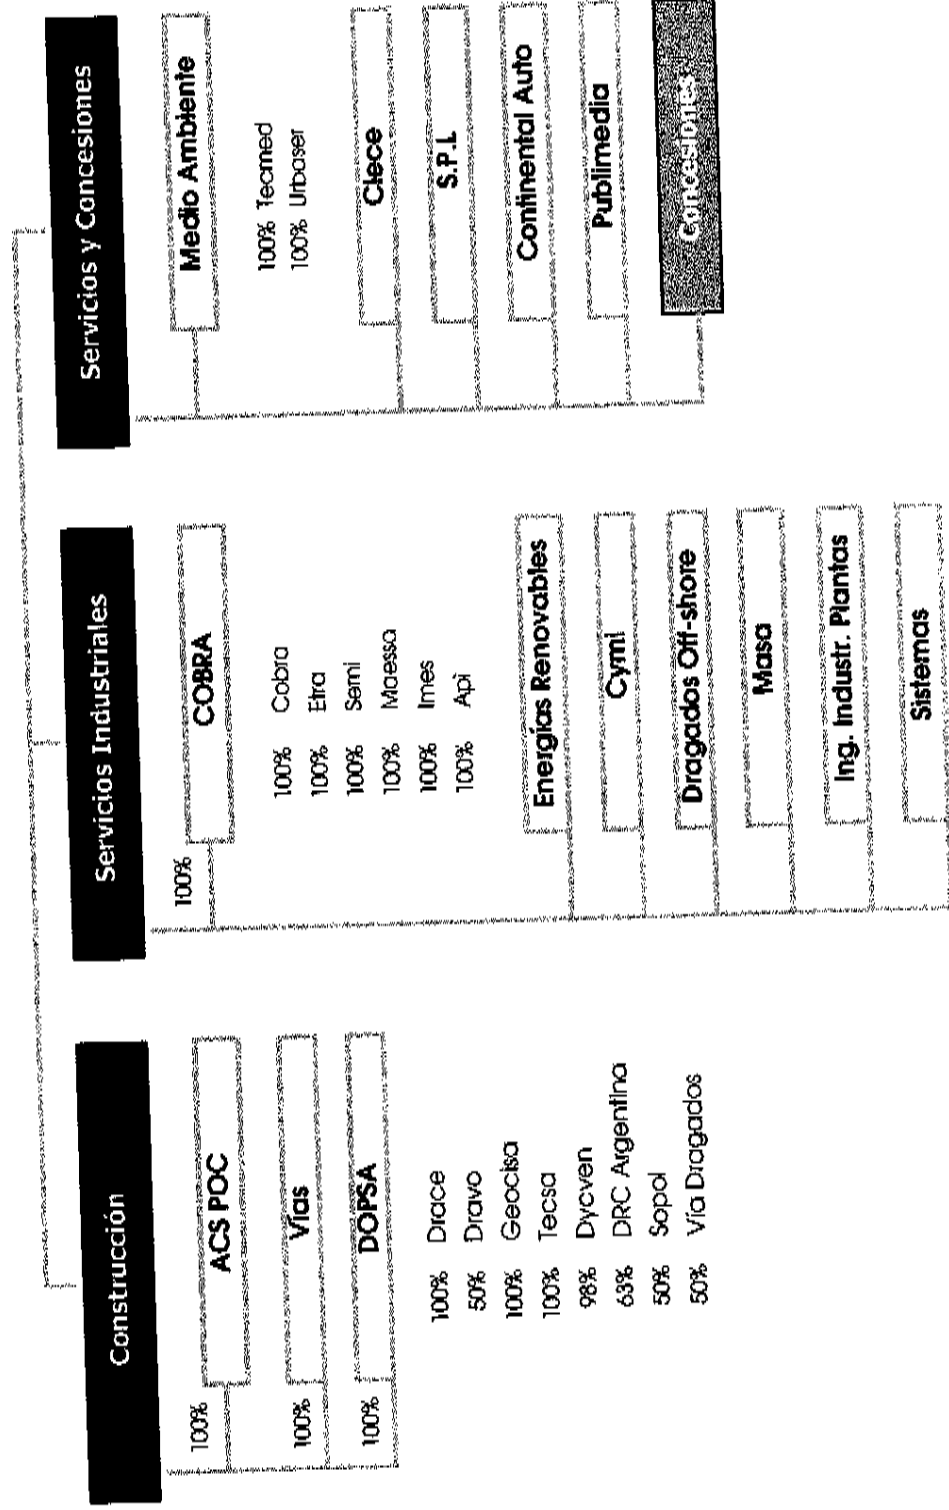 Construcción
100% ACS POC
100% Vías
100% DOPSA
100% Drace
50% Dravo
100% Geocisa
100% Tecsa
98% Dycven
63% DRC Argentina
50% Sopol
50% Vía Dragados
Servicios Industriales
100% COBRA
100% Cobra
100% Etra
100% Semi
100% Maessa
100% Imes
100% Api
Energías Renovables
Cymi
Dragados Off-shore
Masa
Ing. Industr. Plantas
Sistemas
Servicios y Concesiones
Medio Ambiente
100% Tecmed
100% Urbaser
Clece
S.P.L
Continental Auto
Publimedia
Concesiones